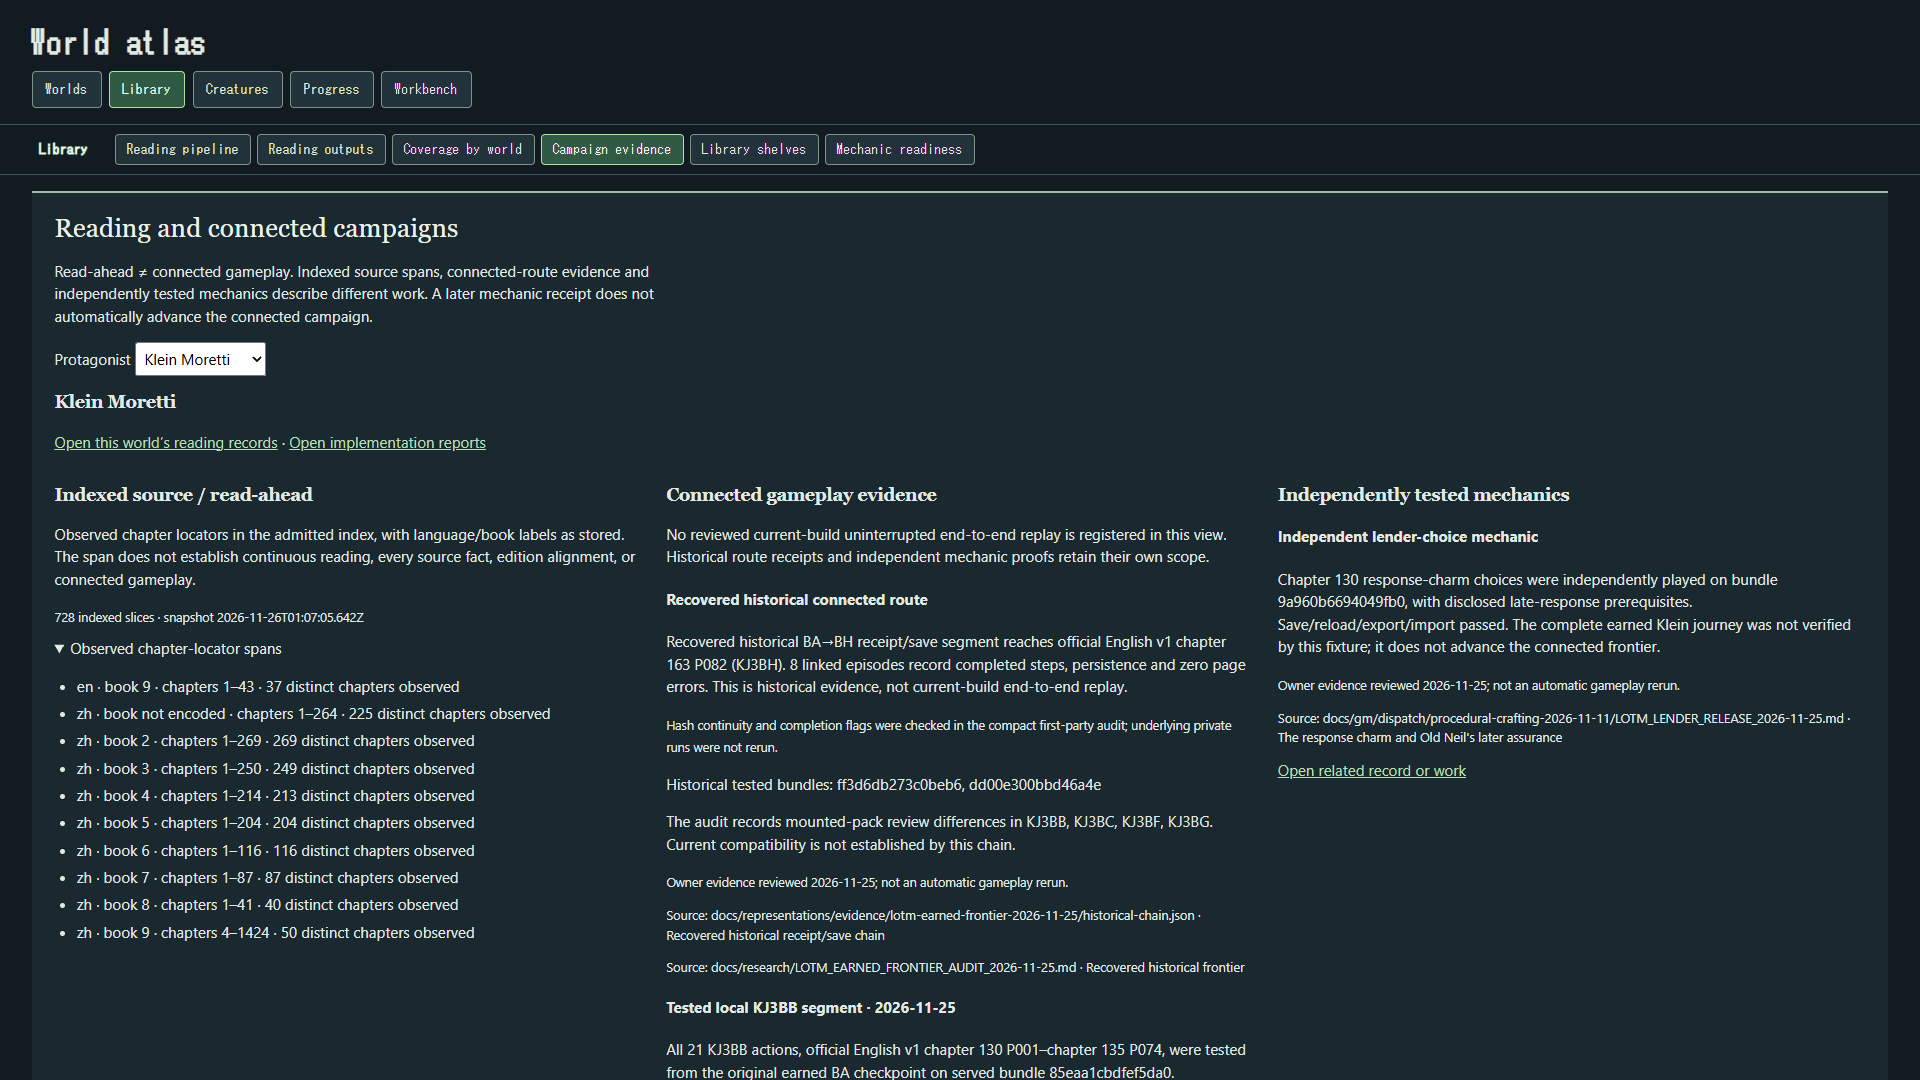 World atlas
Worlds
Library
Creatures
Progress
Workbench
Library
Reading pipeline
Reading outputs
Coverage by world
Campaign evidence
Library shelves
Mechanic readiness
Reading and connected campaigns
Read-ahead ≠ connected gameplay. Indexed source spans, connected-route evidence and
independently tested mechanics describe different work. A later mechanic receipt does not
automatically advance the connected campaign.
Protagonist Klein Moretti
Klein Moretti
Open this world's reading records · Open implementation reports
Indexed source / read-ahead
Observed chapter locators in the admitted index, with language/book labels as stored.
The span does not establish continuous reading, every source fact, edition alignment, or
connected gameplay.
728 indexed slices · snapshot 2026-11-26T01:07:05.642Z
▼ Observed chapter-locator spans
• en · book 9 · chapters 1–43 · 37 distinct chapters observed
• zh · book not encoded · chapters 1–264 · 225 distinct chapters observed
• zh · book 2 · chapters 1–269 · 269 distinct chapters observed
• zh · book 3 · chapters 1–250 · 249 distinct chapters observed
• zh · book 4 · chapters 1–214 · 213 distinct chapters observed
• zh · book 5 · chapters 1–204 · 204 distinct chapters observed
• zh · book 6 · chapters 1–116 · 116 distinct chapters observed
• zh · book 7 · chapters 1–87 · 87 distinct chapters observed
• zh · book 8 · chapters 1–41 · 40 distinct chapters observed
• zh · book 9 · chapters 4–1424 · 50 distinct chapters observed
Connected gameplay evidence
No reviewed current-build uninterrupted end-to-end replay is registered in this view.
Historical route receipts and independent mechanic proofs retain their own scope.
Recovered historical connected route
Recovered historical BA→BH receipt/save segment reaches official English v1 chapter
163 P082 (KJ3BH). 8 linked episodes record completed steps, persistence and zero page
errors. This is historical evidence, not current-build end-to-end replay.
Hash continuity and completion flags were checked in the compact first-party audit; underlying private
runs were not rerun.
Historical tested bundles: ff3d6db273c0beb6, dd00e300bbd46a4e
The audit records mounted-pack review differences in KJ3BB, KJ3BC, KJ3BF, KJ3BG.
Current compatibility is not established by this chain.
Owner evidence reviewed 2026-11-25; not an automatic gameplay rerun.
Source: docs/representations/evidence/lotm-earned-frontier-2026-11-25/historical-chain.json ·
Recovered historical receipt/save chain
Source: docs/research/LOTM_EARNED_FRONTIER_AUDIT_2026-11-25.md · Recovered historical frontier
Tested local KJ3BB segment · 2026-11-25
All 21 KJ3BB actions, official English v1 chapter 130 P001–chapter 135 P074, were tested
from the original earned BA checkpoint on served bundle 85eaa1cbdfef5da0.
Independently tested mechanics
Independent lender-choice mechanic
Chapter 130 response-charm choices were independently played on bundle
9a960b6694049fb0, with disclosed late-response prerequisites.
Save/reload/export/import passed. The complete earned Klein journey was not verified
by this fixture; it does not advance the connected frontier.
Owner evidence reviewed 2026-11-25; not an automatic gameplay rerun.
Source: docs/gm/dispatch/procedural-crafting-2026-11-11/LOTM_LENDER_RELEASE_2026-11-25.md ·
The response charm and Old Neil's later assurance
Open related record or work